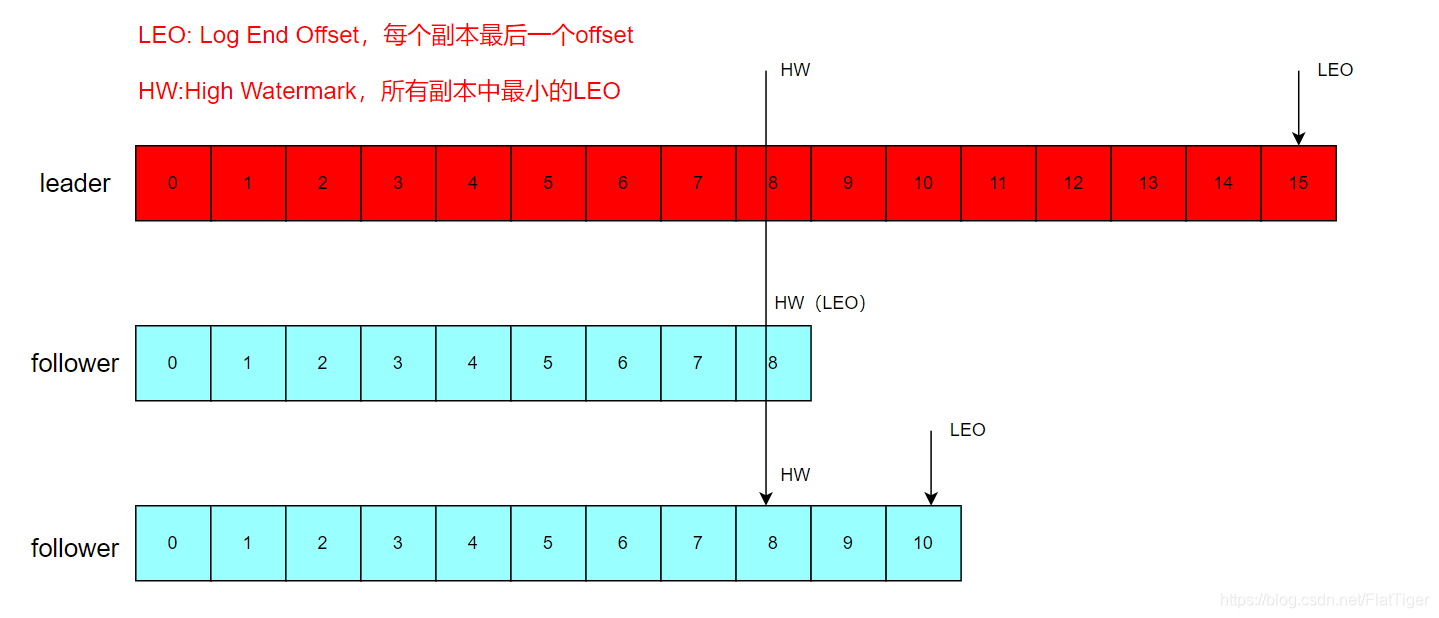 LEO: Log End Offset，每个副本最后一个offset
HW:High Watermark，所有副本中最小的LEO
HW
LEO
leader
0 1 2 3 4 5 6 7 8 9 10 11 12 13 14 15
HW（LEO）
follower
0 1 2 3 4 5 6 7 8
LEO
HW
follower
0 1 2 3 4 5 6 7 8 9 10
https://blog.csdn.net/FlatTiger